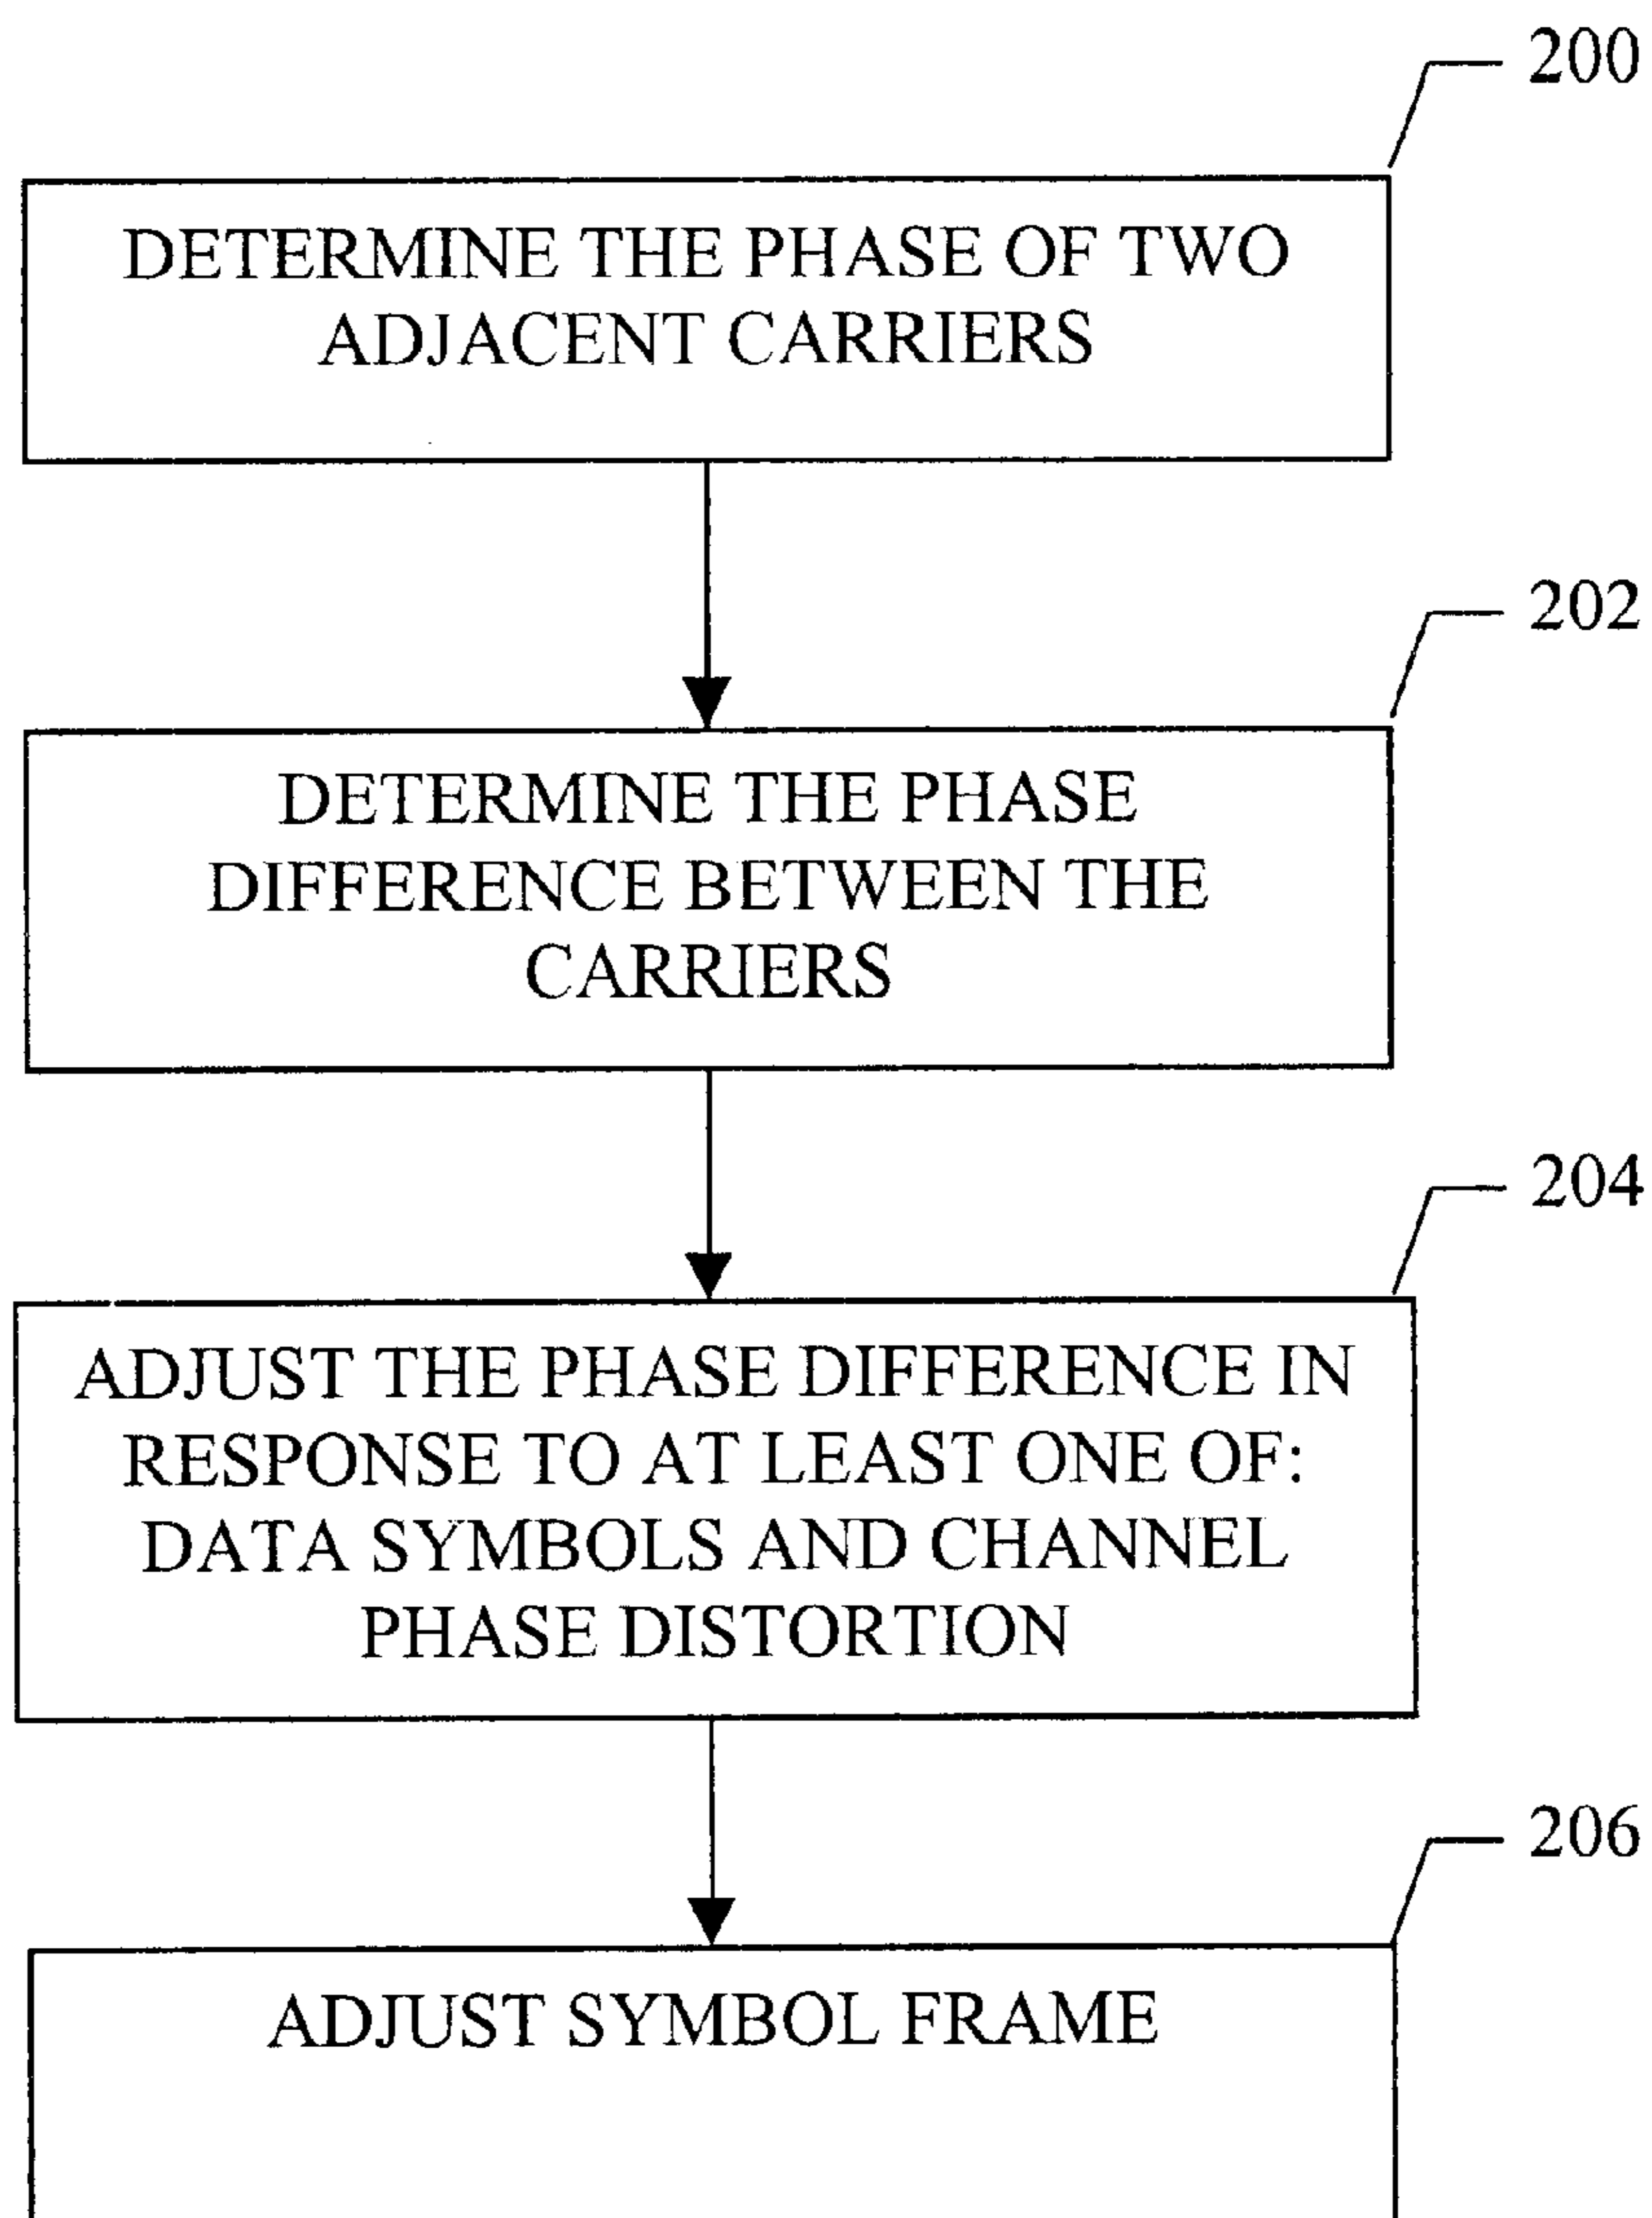 200
DETERMINE THE PHASE OF TWO
ADJACENT CARRIERS
202
DETERMINE THE PHASE
DIFFERENCE BETWEEN THE
CARRIERS
204
ADJUST THE PHASE DIFFERENCE IN
RESPONSE TO AT LEAST ONE OF:
DATA SYMBOLS AND CHANNEL
PHASE DISTORTION
206
ADJUST SYMBOL FRAME